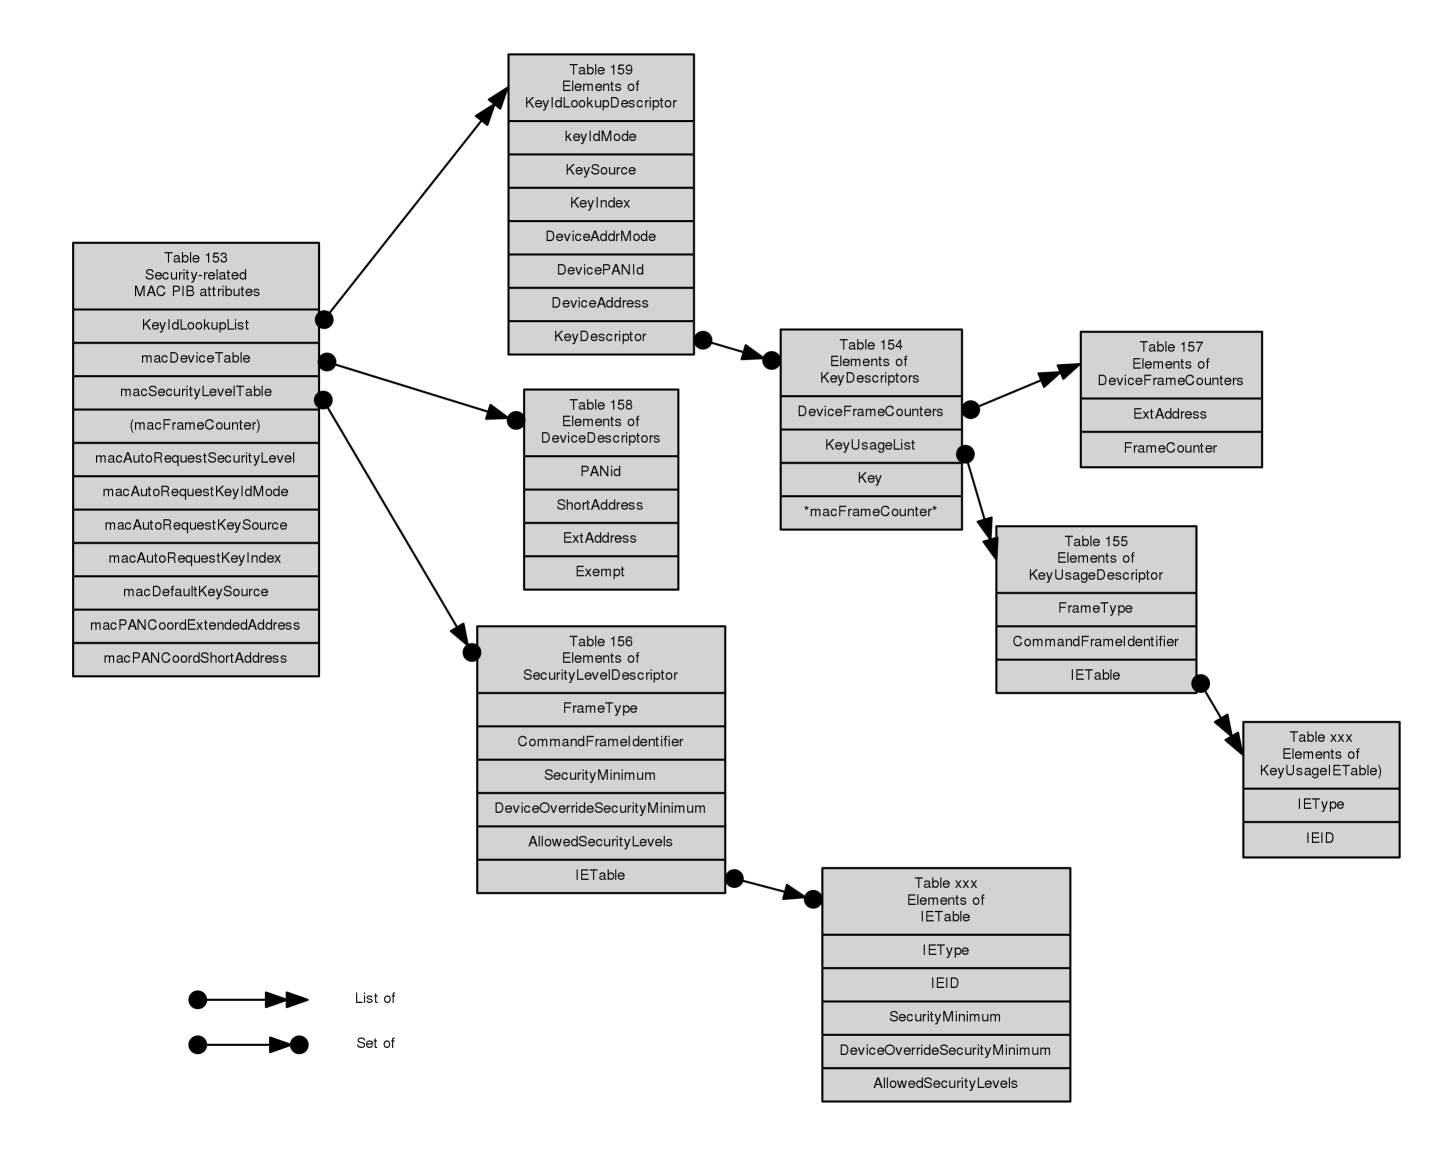 Table 159
Elements of
KeyIdLookupDescriptor
keyIdMode
KeySource
KeyIndex
DeviceAddrMode
DevicePANId
DeviceAddress
KeyDescriptor
Table 153
Security-related
MAC PIB attributes
KeyIdLookupList
macDeviceTable
macSecurityLevelTable
(macFrameCounter)
macAutoRequestSecurityLevel
macAutoRequestKeyIdMode
macAutoRequestKeySource
macAutoRequestKeyIndex
macDefaultKeySource
macPANCoordExtendedAddress
macPANCoordShortAddress
Table 158
Elements of
DeviceDescriptors
PANid
ShortAddress
ExtAddress
Exempt
Table 154
Elements of
KeyDescriptors
DeviceFrameCounters
KeyUsageList
Key
*macFrameCounter*
Table 157
Elements of
DeviceFrameCounters
ExtAddress
FrameCounter
Table 155
Elements of
KeyUsageDescriptor
FrameType
CommandFrameIdentifier
IETable
Table 156
Elements of
SecurityLevelDescriptor
FrameType
CommandFrameIdentifier
SecurityMinimum
DeviceOverrideSecurityMinimum
AllowedSecurityLevels
IETable
Table xxx
Elements of
KeyUsageIETable)
IEType
IEID
Table xxx
Elements of
IETable
IEType
IEID
SecurityMinimum
DeviceOverrideSecurityMinimum
AllowedSecurityLevels
List of
Set of